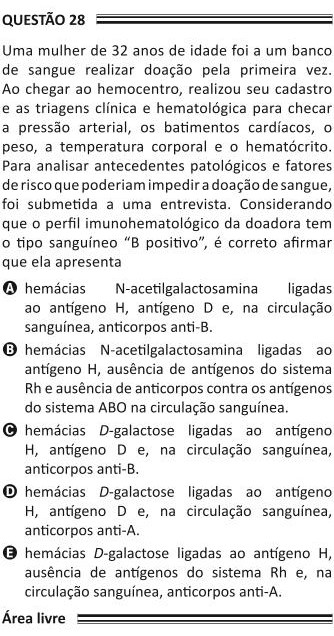 QUESTÃO 28
Uma mulher de 32 anos de idade foi a um banco
de sangue realizar doação pela primeira vez.
Ao chegar ao hemocentro, realizou seu cadastro
e as triagens clínica e hematológica para checar
a pressão arterial, os batimentos cardíacos, o
peso, a temperatura corporal e o hematócrito.
Para analisar antecedentes patológicos e fatores
de risco que poderiam impedir a doação de sangue,
foi submetida a uma entrevista. Considerando
que o perfil imunohematológico da doadora tem
o tipo sanguíneo “B positivo”, é correto afirmar
que ela apresenta
A hemácias N-acetilgalactosamina ligadas
ao antígeno H, antígeno D e, na circulação
sanguínea, anticorpos anti-B.
B hemácias N-acetilgalactosamina ligadas ao
antígeno H, ausência de antígenos do sistema
Rh e ausência de anticorpos contra os antígenos
do sistema ABO na circulação sanguínea.
C hemácias D-galactose ligadas ao antígeno
H, antígeno D e, na circulação sanguínea,
anticorpos anti-B.
D hemácias D-galactose ligadas ao antígeno
H, antígeno D e, na circulação sanguínea,
anticorpos anti-A.
E hemácias D-galactose ligadas ao antígeno H,
ausência de antígenos do sistema Rh e, na
circulação sanguínea, anticorpos anti-A.
Área livre